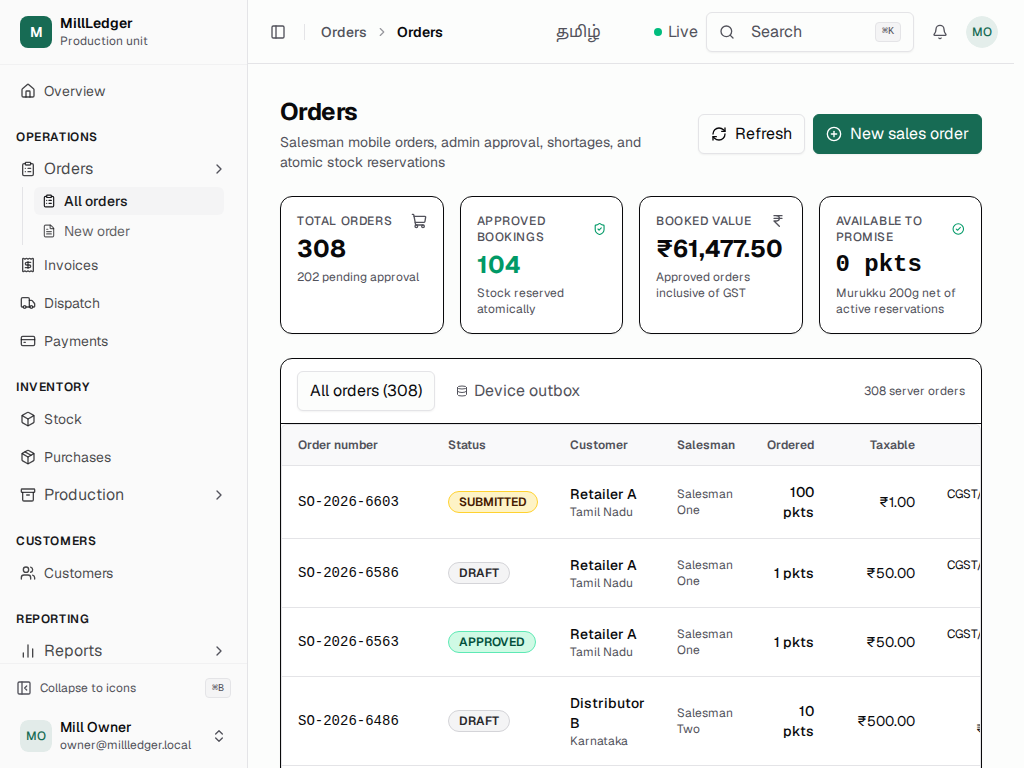 M
MillLedger
Production unit
Overview
OPERATIONS
Orders
All orders
New order
Invoices
Dispatch
Payments
INVENTORY
Stock
Purchases
Production
CUSTOMERS
Customers
REPORTING
Reports
Collapse to icons ⌘B
MO
Mill Owner
owner@millledger.local
Orders Orders
தமிழ்
Live
Search ⌘K
MO
Orders
Salesman mobile orders, admin approval, shortages, and
atomic stock reservations
Refresh
New sales order
TOTAL ORDERS
308
202 pending approval
APPROVED
BOOKINGS
104
Stock reserved
atomically
BOOKED VALUE ₹
₹61,477.50
Approved orders
inclusive of GST
AVAILABLE TO
PROMISE
0 pkts
Murukku 200g net of
active reservations
All orders (308) Device outbox 308 server orders
Order number Status Customer Salesman Ordered Taxable
SO-2026-6603 SUBMITTED Retailer A Tamil Nadu Salesman One 100 pkts ₹1.00 CGST/
SO-2026-6586 DRAFT Retailer A Tamil Nadu Salesman One 1 pkts ₹50.00 CGST/
SO-2026-6563 APPROVED Retailer A Tamil Nadu Salesman One 1 pkts ₹50.00 CGST/
SO-2026-6486 DRAFT Distributor B Karnataka Salesman Two 10 pkts ₹500.00